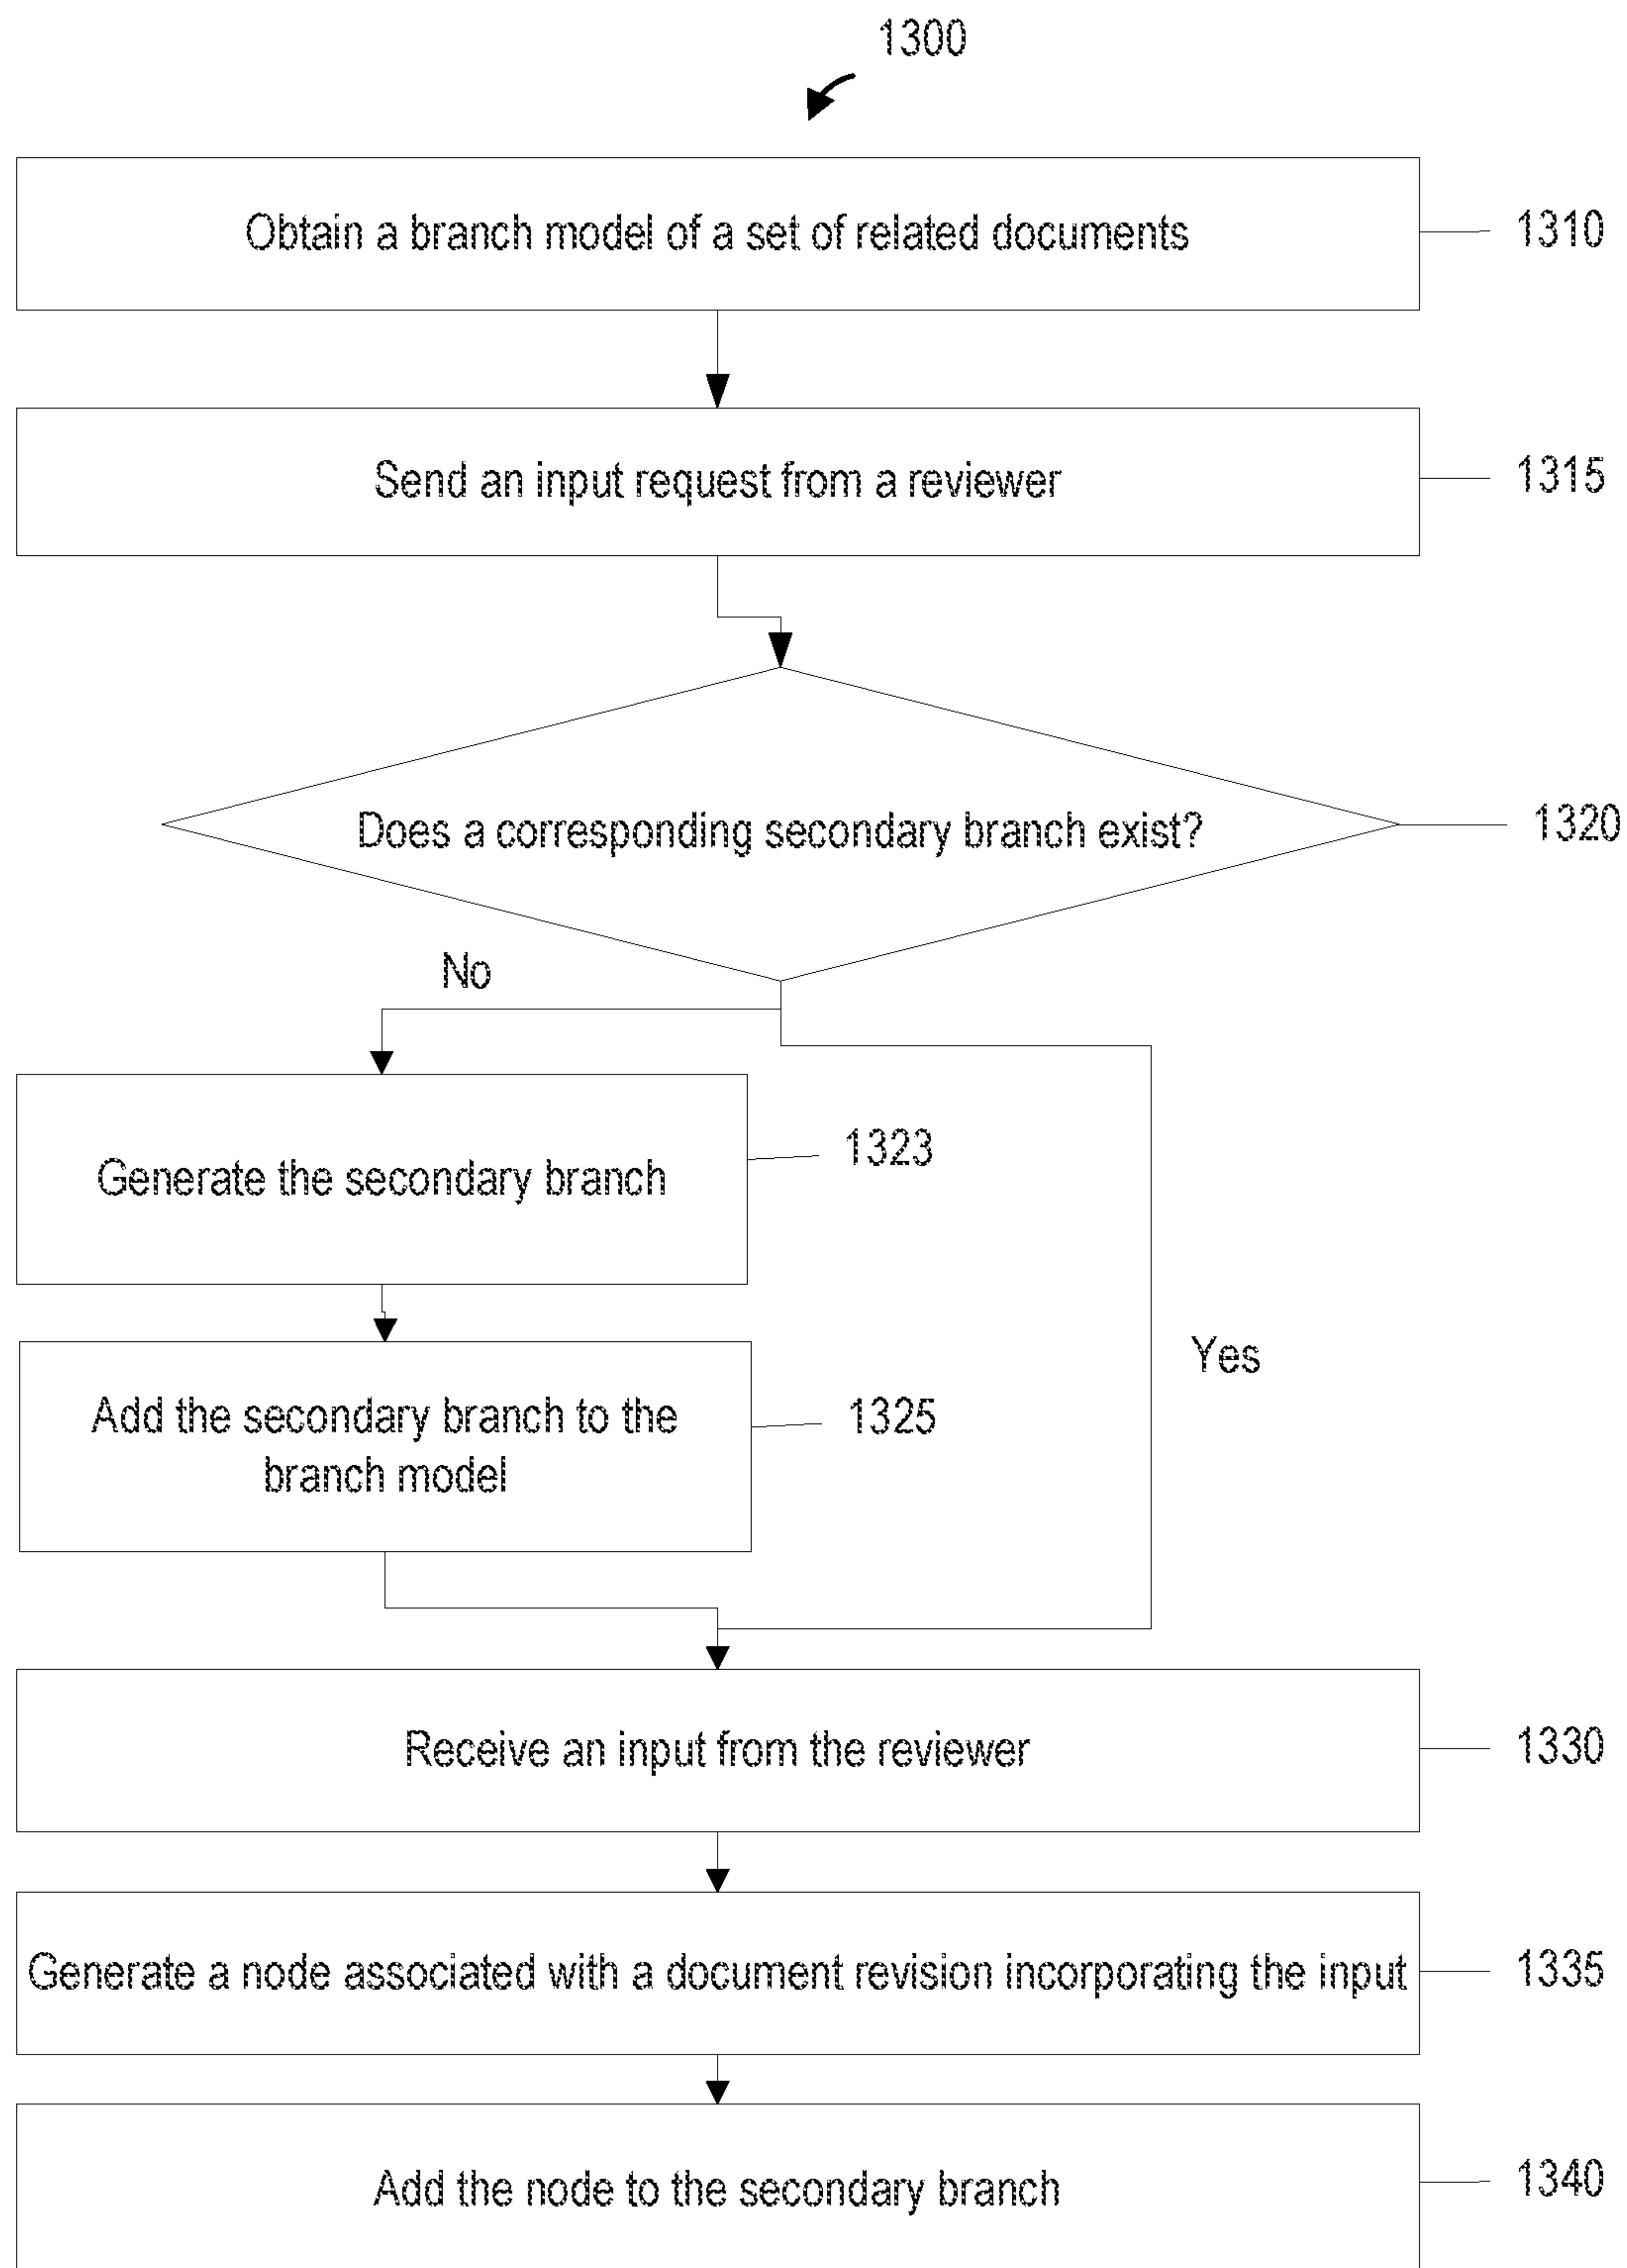 1300
Obtain a branch model of a set of related documents
1310
Send an input request from a reviewer
1315
Does a corresponding secondary branch exist?
1320
No
Generate the secondary branch
1323
Yes
Add the secondary branch to the
branch model
1325
Receive an input from the reviewer
1330
Generate a node associated with a document revision incorporating the input
1335
Add the node to the secondary branch
1340